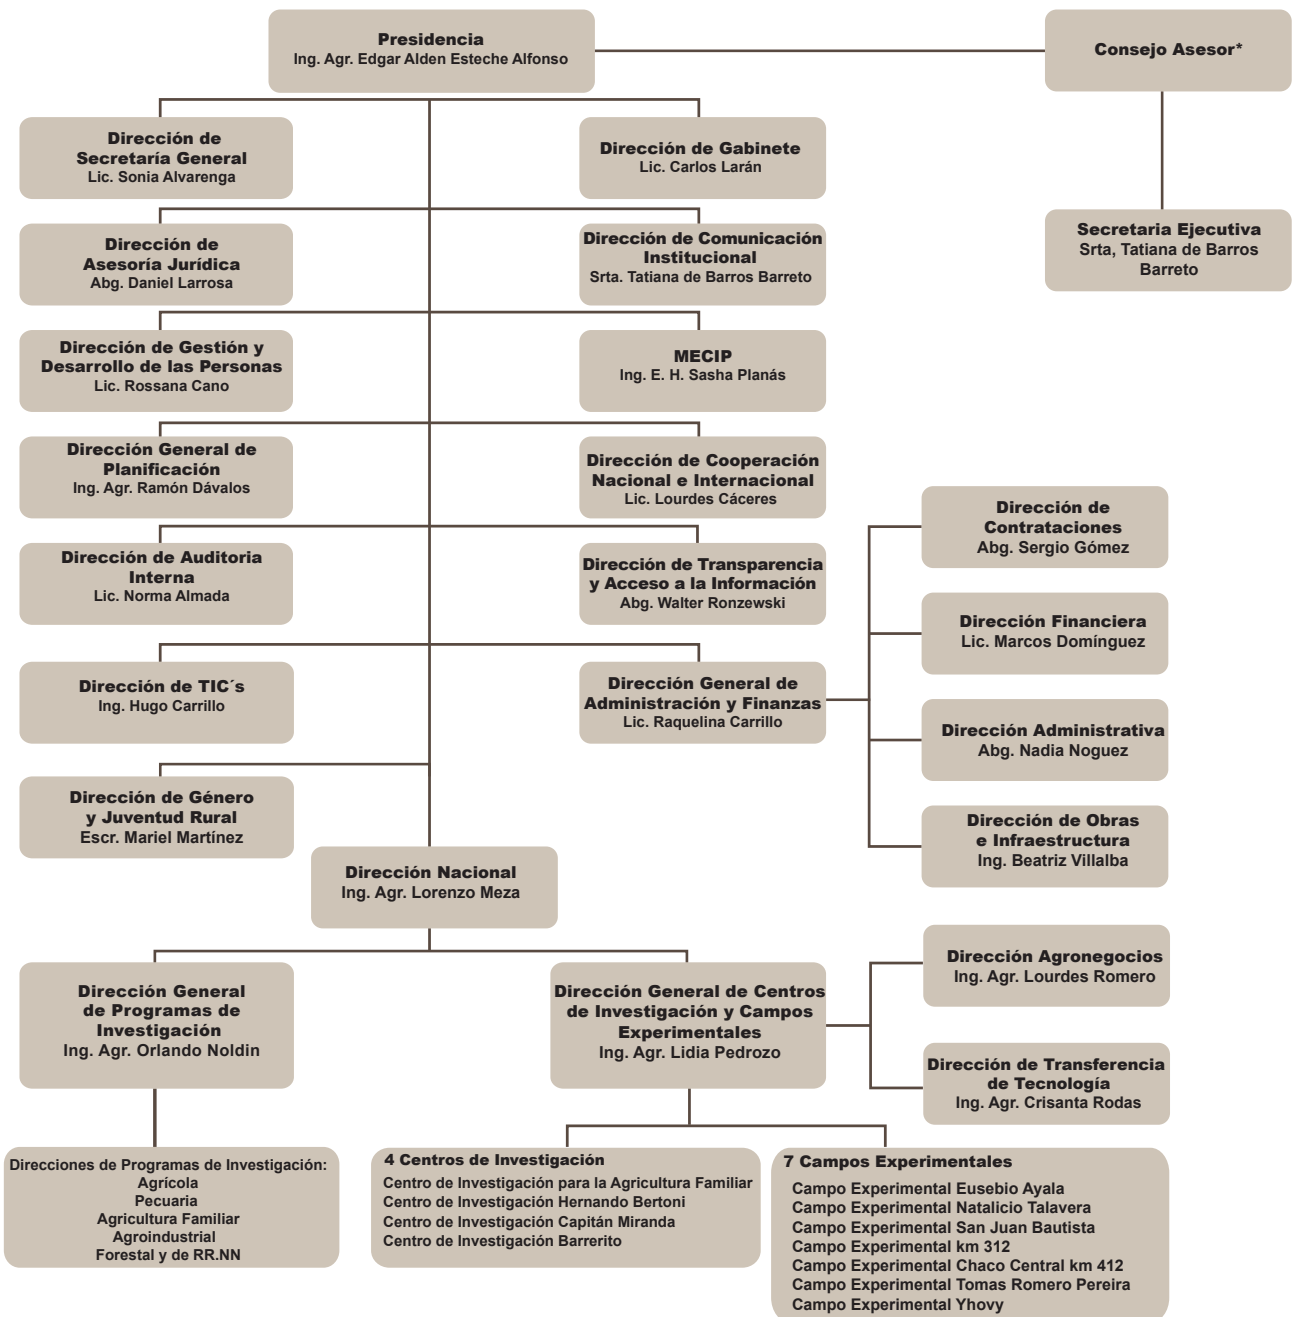 Presidencia
Ing. Agr. Edgar Alden Esteche Alfonso
Consejo Asesor*
Dirección de
Secretaría General
Lic. Sonia Alvarenga
Dirección de Gabinete
Lic. Carlos Larán
Dirección de
Asesoría Jurídica
Abg. Daniel Larrosa
Dirección de Comunicación
Institucional
Srta. Tatiana de Barros Barreto
Secretaria Ejecutiva
Srta, Tatiana de Barros
Barreto
Dirección de Gestión y
Desarrollo de las Personas
Lic. Rossana Cano
MECIP
Ing. E. H. Sasha Planás
Dirección General de
Planificación
Ing. Agr. Ramón Dávalos
Dirección de Cooperación
Nacional e Internacional
Lic. Lourdes Cáceres
Dirección de Auditoria
Interna
Lic. Norma Almada
Dirección de Transparencia
y Acceso a la Información
Abg. Walter Ronzewski
Dirección de TIC´s
Ing. Hugo Carrillo
Dirección General de
Administración y Finanzas
Lic. Raquelina Carrillo
Dirección de
Contrataciones
Abg. Sergio Gómez
Dirección Financiera
Lic. Marcos Domínguez
Dirección Administrativa
Abg. Nadia Noguez
Dirección de Obras
e Infraestructura
Ing. Beatriz Villalba
Dirección de Género
y Juventud Rural
Escr. Mariel Martínez
Dirección Nacional
Ing. Agr. Lorenzo Meza
Dirección General
de Programas de
Investigación
Ing. Agr. Orlando Noldin
Dirección General de Centros
de Investigación y Campos
Experimentales
Ing. Agr. Lidia Pedrozo
Dirección Agronegocios
Ing. Agr. Lourdes Romero
Dirección de Transferencia
de Tecnología
Ing. Agr. Crisanta Rodas
Direcciones de Programas de Investigación:
Agrícola
Pecuaria
Agricultura Familiar
Agroindustrial
Forestal y de RR.NN
4 Centros de Investigación
Centro de Investigación para la Agricultura Familiar
Centro de Investigación Hernando Bertoni
Centro de Investigación Capitán Miranda
Centro de Investigación Barrerito
7 Campos Experimentales
Campo Experimental Eusebio Ayala
Campo Experimental Natalicio Talavera
Campo Experimental San Juan Bautista
Campo Experimental km 312
Campo Experimental Chaco Central km 412
Campo Experimental Tomas Romero Pereira
Campo Experimental Yhovy